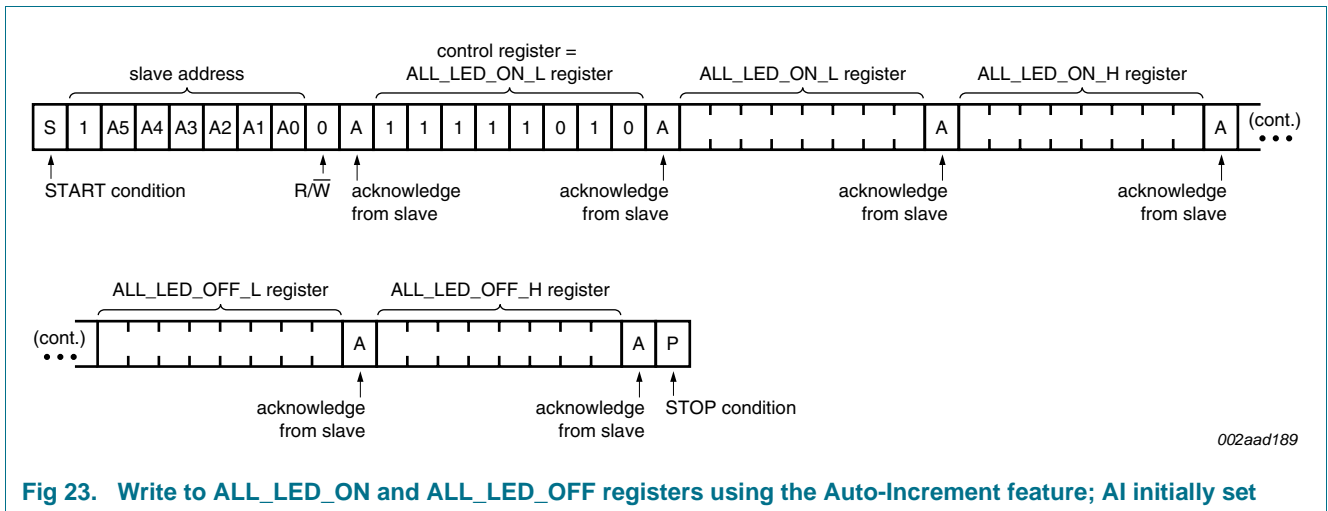 control register =
slave address
ALL_LED_ON_L register
ALL_LED_ON_L register
ALL_LED_ON_H register
S 1 A5 A4 A3 A2 A1 A0 0 A 1 1 1 1 1 0 1 0 A A A (cont.)
START condition
R/W̅
acknowledge
from slave
acknowledge
from slave
acknowledge
from slave
acknowledge
from slave
ALL_LED_OFF_L register
ALL_LED_OFF_H register
(cont.) A A P
acknowledge
from slave
acknowledge
from slave
STOP condition
002aad189
Fig 23. Write to ALL_LED_ON and ALL_LED_OFF registers using the Auto-Increment feature; AI initially set